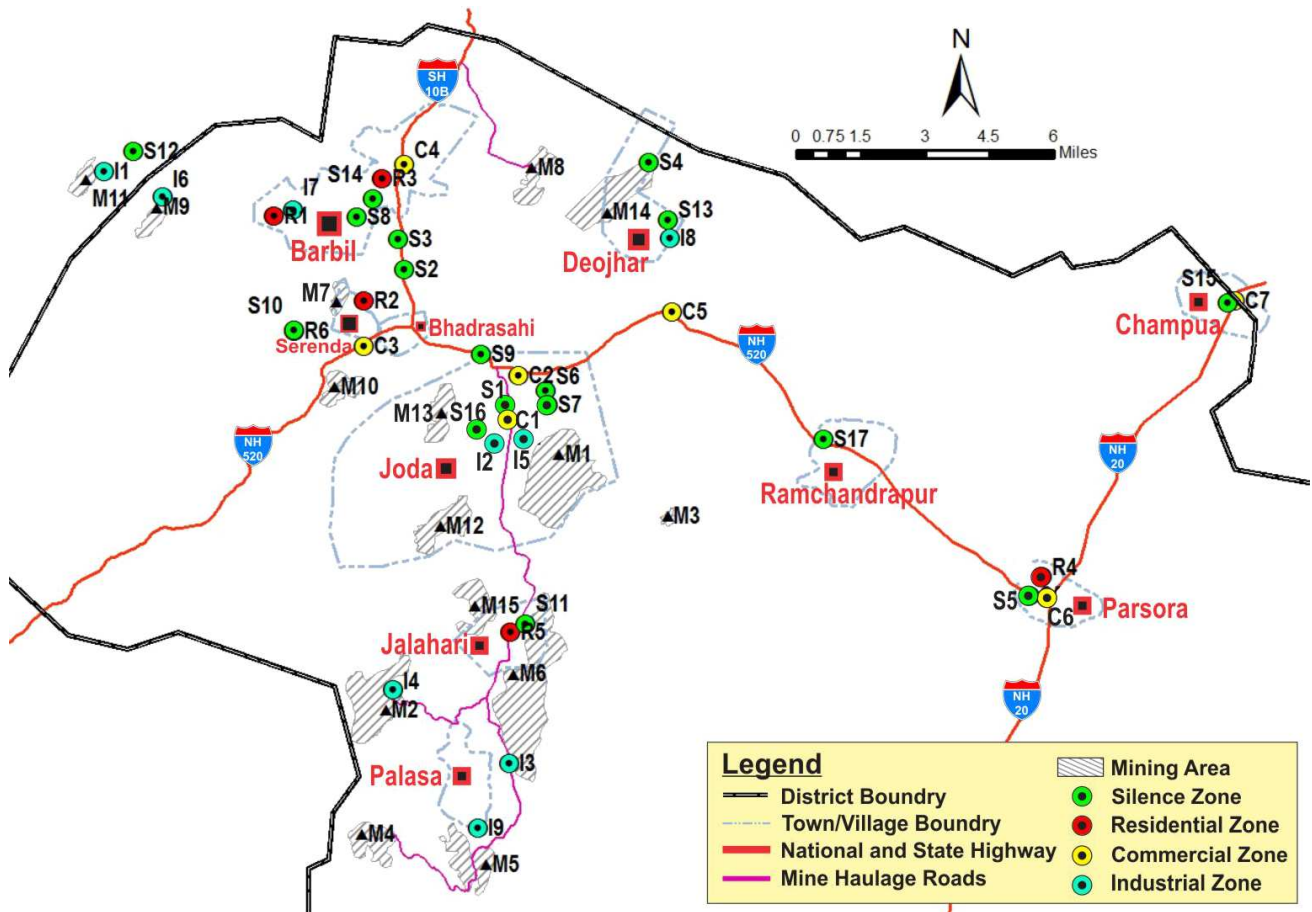 N
SH
10B
0 0.75 1.5 3 4.5 6
Miles
S12
I1
M11
I6
M9
C4
S14
R3
I7
R1
S8
Barbil
S3
S2
M8
S4
M14
S13
I8
Deojhar
M7
R2
S10
R6
Serenda
C3
Bhadrasahi
C5
NH
520
S15
C7
Champua
S9
C2
S6
S1
S7
M10
M13
S16
C1
I2
I5
M1
NH
520
Joda
S17
Ramchandrapur
NH
20
M12
M3
R4
S5
C6
Parsora
M15
S11
R5
Jalahari
M6
I4
M2
NH
20
I3
Palasa
I9
M4
M5
Legend
District Boundry
Town/Village Boundry
National and State Highway
Mine Haulage Roads
Mining Area
Silence Zone
Residential Zone
Commercial Zone
Industrial Zone